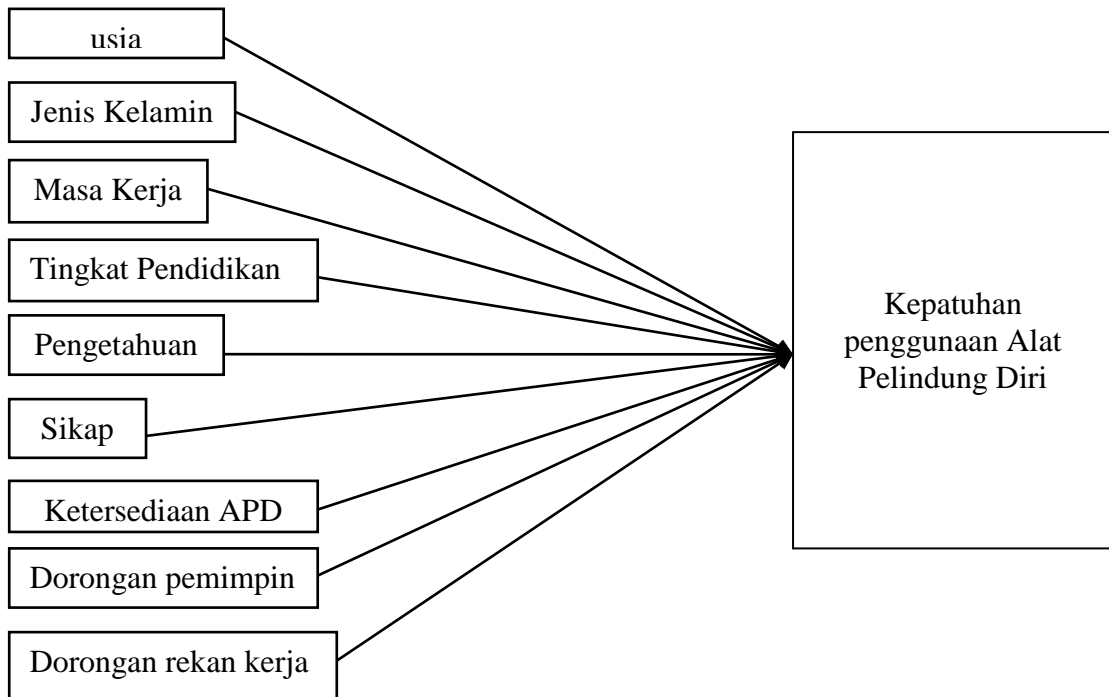 usia
Jenis Kelamin
Masa Kerja
Tingkat Pendidikan
Pengetahuan
Sikap
Ketersediaan APD
Dorongan pemimpin
Dorongan rekan kerja
Kepatuhan
penggunaan Alat
Pelindung Diri